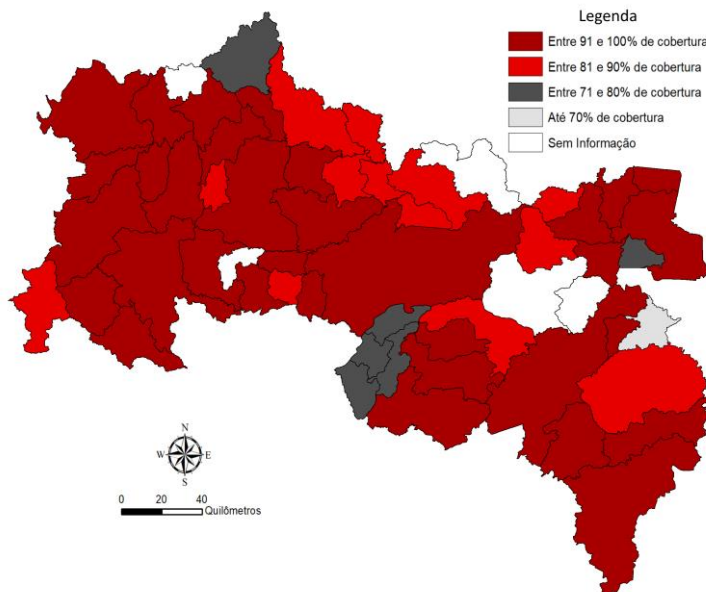 Legenda
Entre 91 e 100% de cobertura
Entre 81 e 90% de cobertura
Entre 71 e 80% de cobertura
Até 70% de cobertura
Sem Informação
N
W E
S
0 20 40
Quilômetros